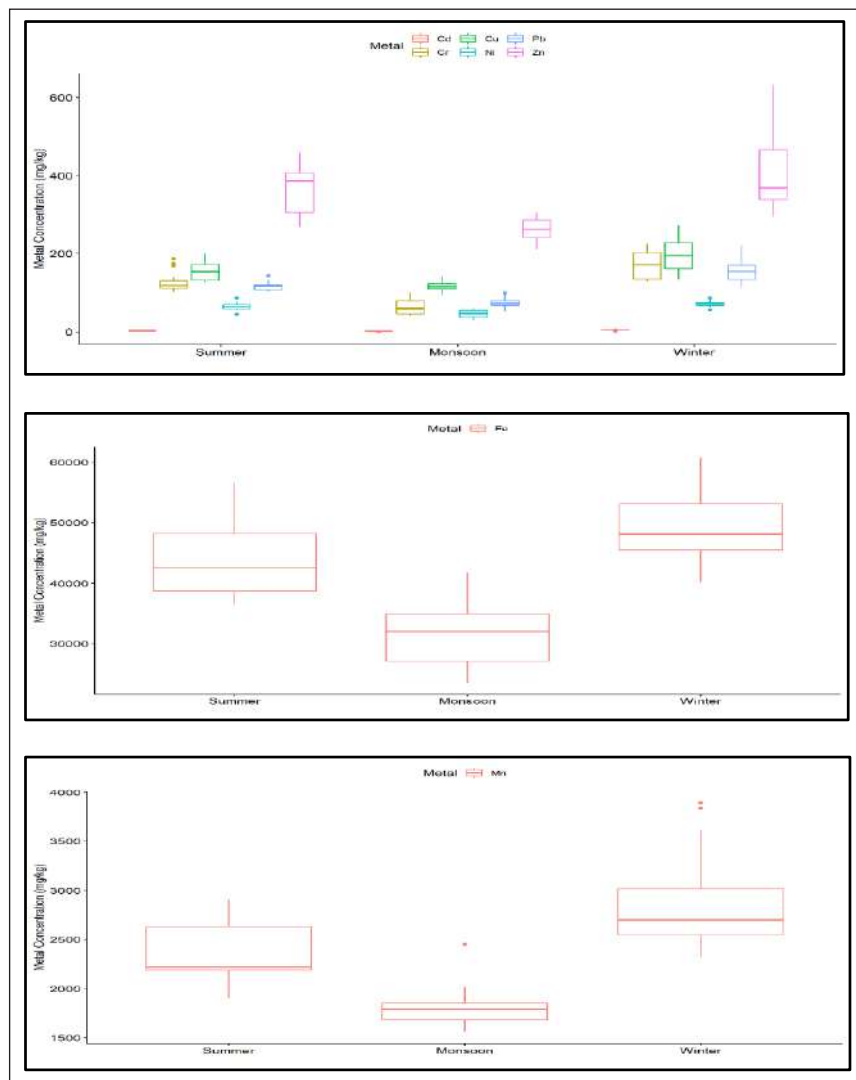 Metal Cd Cu Pb
Cr Ni Zn
Metal Concentration (mg/kg)
600
400
200
0
Summer Monsoon Winter
Metal Fe
Metal Concentration (mg/kg)
60000
50000
40000
30000
Summer Monsoon Winter
Metal Mn
Metal Concentration (mg/kg)
4000
3500
3000
2500
2000
1500
Summer Monsoon Winter